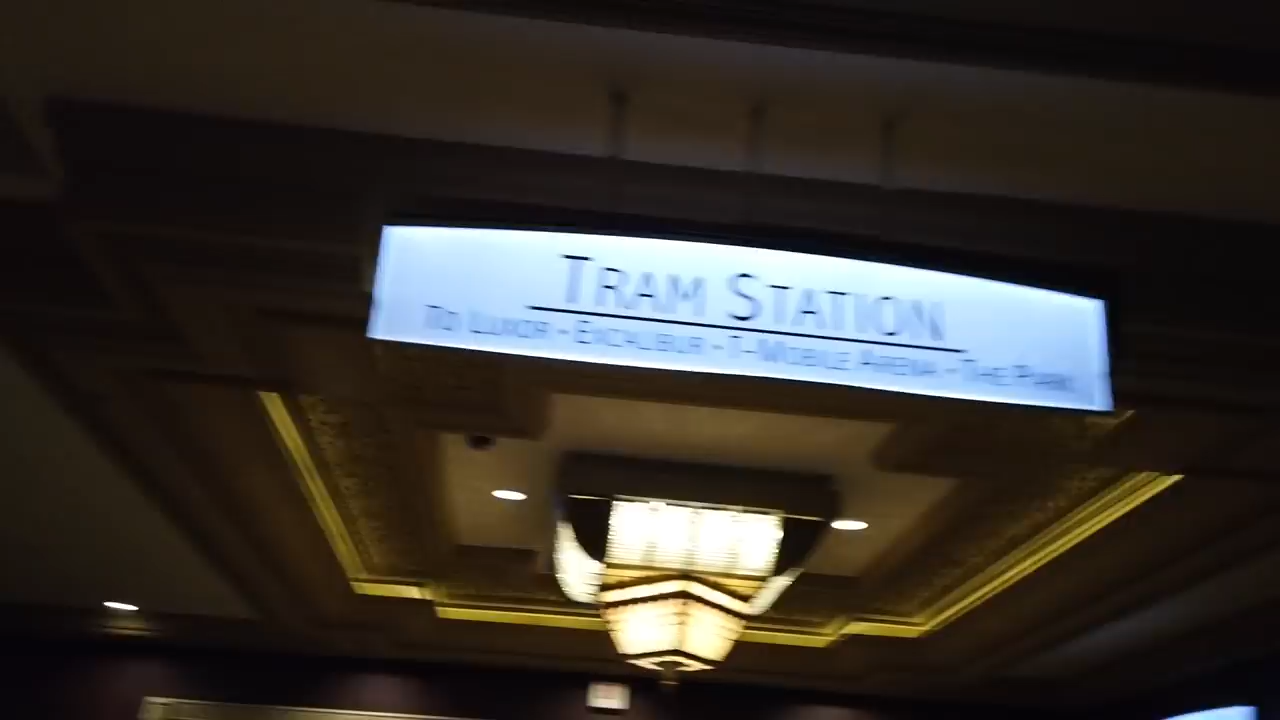 TRAM STATION
TO LUXOR - EXCALIBUR - T-MOBILE ARENA - THE PARK